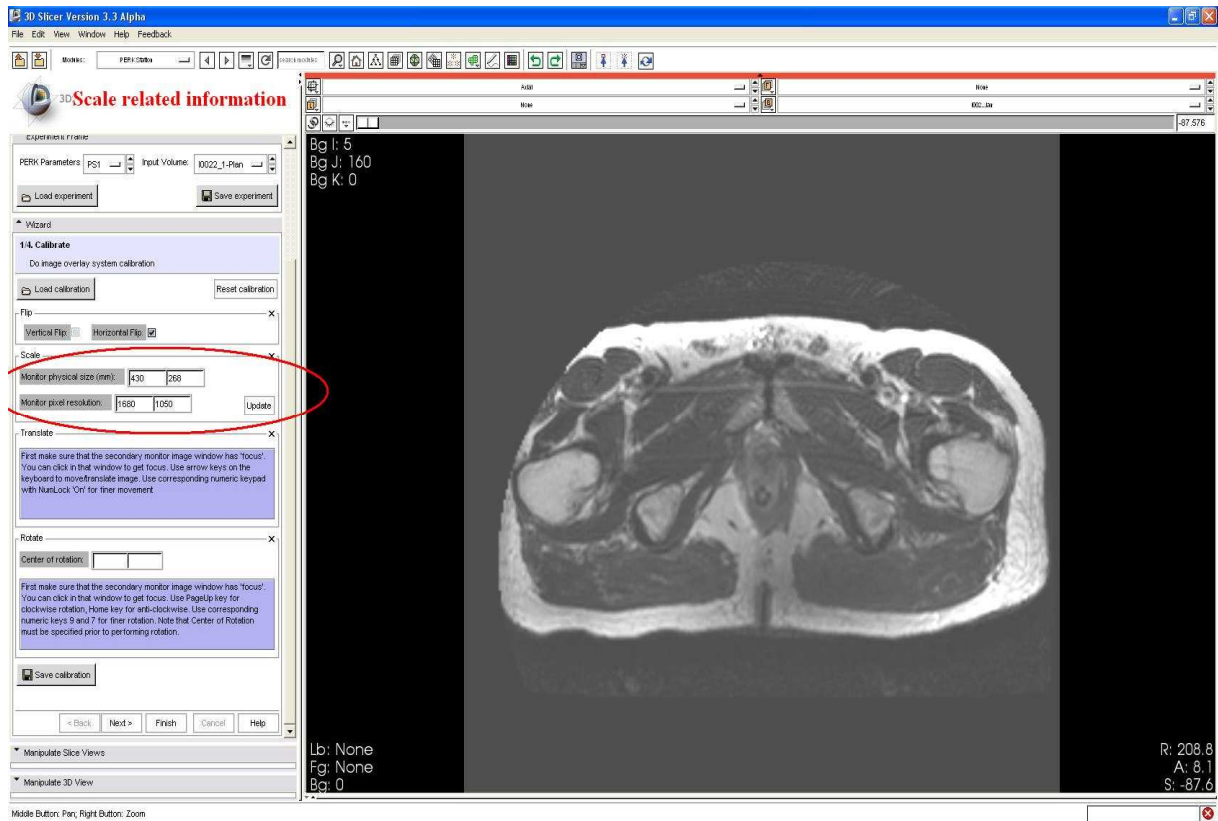 3D Slicer Version 3.3 Alpha
File Edit View Window Help Feedback
Modules: PERK Station search modules
3D Scale related information
Axial None
None
-87.576
Experiment Frame
PERK Parameters PS1 Input Volume: I0022_1-Plan
Load experiment Save experiment
Wizard
1/4. Calibrate
Do image overlay system calibration
Load calibration Reset calibration
Flip
Vertical Flip: Horizontal Flip:
Scale
Monitor physical size (mm): 430 268
Monitor pixel resolution: 1680 1050 Update
Translate
First make sure that the secondary monitor image window has 'focus'.
You can click in that window to get focus. Use arrow keys on the
keyboard to move/translate image. Use corresponding numeric keypad
with NumLock 'On' for finer movement
Rotate
Center of rotation:
First make sure that the secondary monitor image window has 'focus'.
You can click in that window to get focus. Use PageUp key for
clockwise rotation, Home key for anti-clockwise. Use corresponding
numeric keys 9 and 7 for finer rotation. Note that Center of Rotation
must be specified prior to performing rotation.
Save calibration
< Back Next > Finish Cancel Help
Manipulate Slice Views
Manipulate 3D View
Middle Button: Pan; Right Button: Zoom
Bg I: 5
Bg J: 160
Bg K: 0
Lb: None
Fg: None
Bg: 0
R: 208.8
A: 8.1
S: -87.6